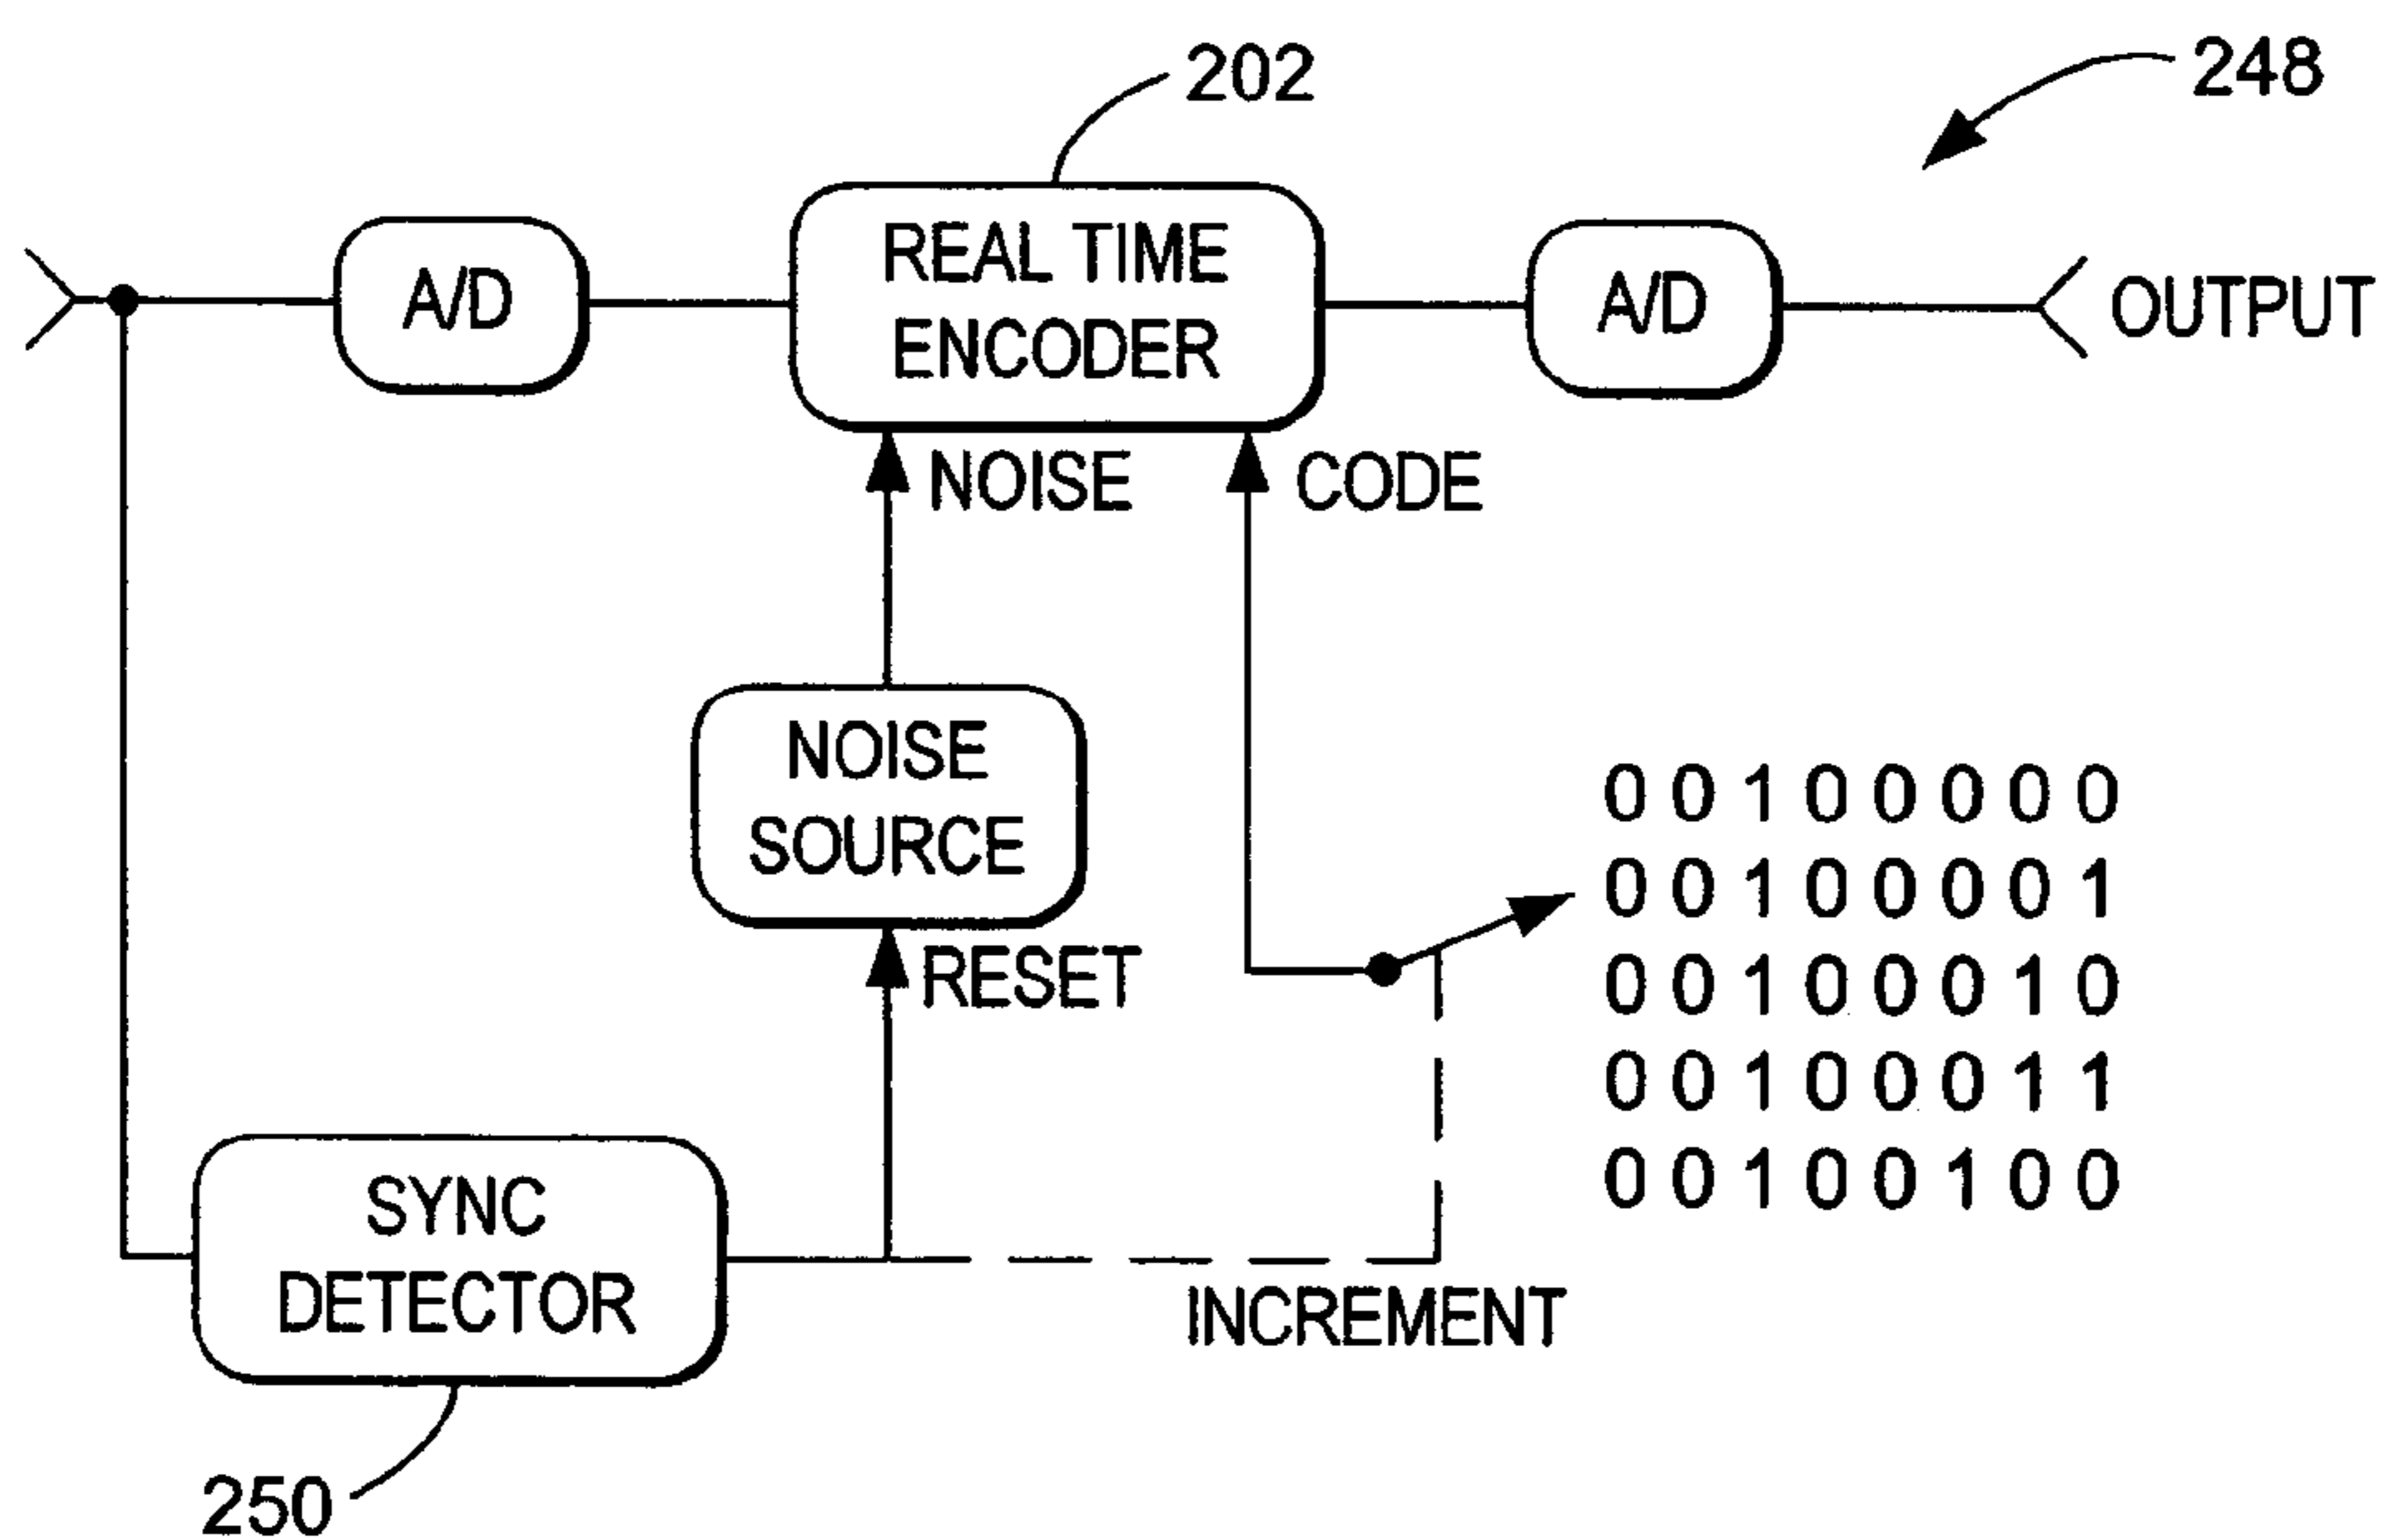 202
248
A/D
REAL TIME
ENCODER
A/D
OUTPUT
NOISE
CODE
NOISE
SOURCE
RESET
0 0 1 0 0 0 0 0
0 0 1 0 0 0 0 1
0 0 1 0 0 0 1 0
0 0 1 0 0 0 1 1
0 0 1 0 0 1 0 0
SYNC
DETECTOR
INCREMENT
250